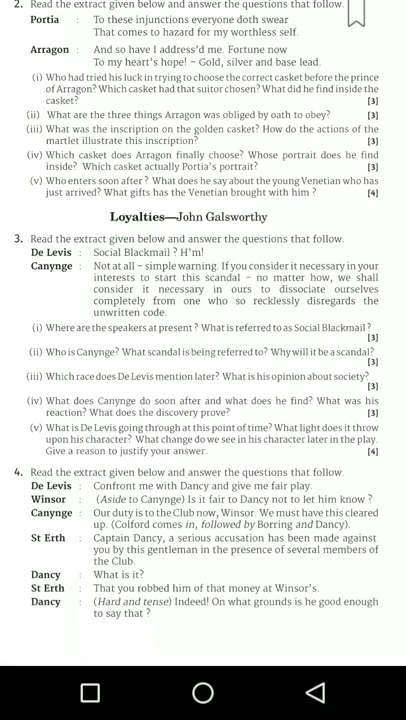 2. Read the extract given below and answer the questions that follow.
Portia : To these injunctions everyone doth swear
That comes to hazard for my worthless self.
Arragon : And so have I address'd me. Fortune now
To my heart's hope! – Gold, silver and base lead.
(i) Who had tried his luck in trying to choose the correct casket before the prince
of Arragon? Which casket had that suitor chosen? What did he find inside the
casket? [3]
(ii) What are the three things Arragon was obliged by oath to obey? [3]
(iii) What was the inscription on the golden casket? How do the actions of the
martlet illustrate this inscription? [3]
(iv) Which casket does Arragon finally choose? Whose portrait does he find
inside? Which casket actually Portia's portrait? [3]
(v) Who enters soon after ? What does he say about the young Venetian who has
just arrived? What gifts has the Venetian brought with him ? [4]
Loyalties—John Galsworthy
3. Read the extract given below and answer the questions that follow.
De Levis : Social Blackmail ? H'm!
Canynge : Not at all – simple warning. If you consider it necessary in your
interests to start this scandal – no matter how, we shall
consider it necessary in ours to dissociate ourselves
completely from one who so recklessly disregards the
unwritten code.
(i) Where are the speakers at present ? What is referred to as Social Blackmail ?
[3]
(ii) Who is Canynge? What scandal is being referred to? Why will it be a scandal?
[3]
(iii) Which race does De Levis mention later? What is his opinion about society?
[3]
(iv) What does Canynge do soon after and what does he find? What was his
reaction? What does the discovery prove? [3]
(v) What is De Levis going through at this point of time? What light does it throw
upon his character? What change do we see in his character later in the play.
Give a reason to justify your answer. [4]
4. Read the extract given below and answer the questions that follow.
De Levis : Confront me with Dancy and give me fair play.
Winsor : (Aside to Canynge) Is it fair to Dancy not to let him know ?
Canynge : Our duty is to the Club now, Winsor. We must have this cleared
up. (Colford comes in, followed by Borring and Dancy).
St Erth : Captain Dancy, a serious accusation has been made against
you by this gentleman in the presence of several members of
the Club.
Dancy : What is it?
St Erth : That you robbed him of that money at Winsor's.
Dancy : (Hard and tense) Indeed! On what grounds is he good enough
to say that ?